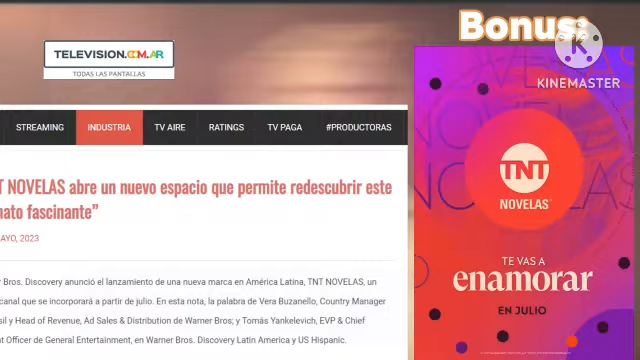 Bonus:
TELEVISION.COM.AR
TODAS LAS PANTALLAS
KINEMASTER
STREAMING INDUSTRIA TV AIRE RATINGS TV PAGA #PRODUCTORAS
T NOVELAS abre un nuevo espacio que permite redescubrir este
nato fascinante”
AYO, 2023
TNT
NOVELAS
TE VAS A
enamorar
EN JULIO
r Bros. Discovery anunció el lanzamiento de una nueva marca en América Latina, TNT NOVELAS, un
canal que se incorporará a partir de julio. En esta nota, la palabra de Vera Buzanello, Country Manager
sil y Head of Revenue, Ad Sales & Distribution de Warner Bros; y Tomás Yankelevich, EVP & Chief
nt Officer de General Entertainment, en Warner Bros. Discovery Latin America y US Hispanic.